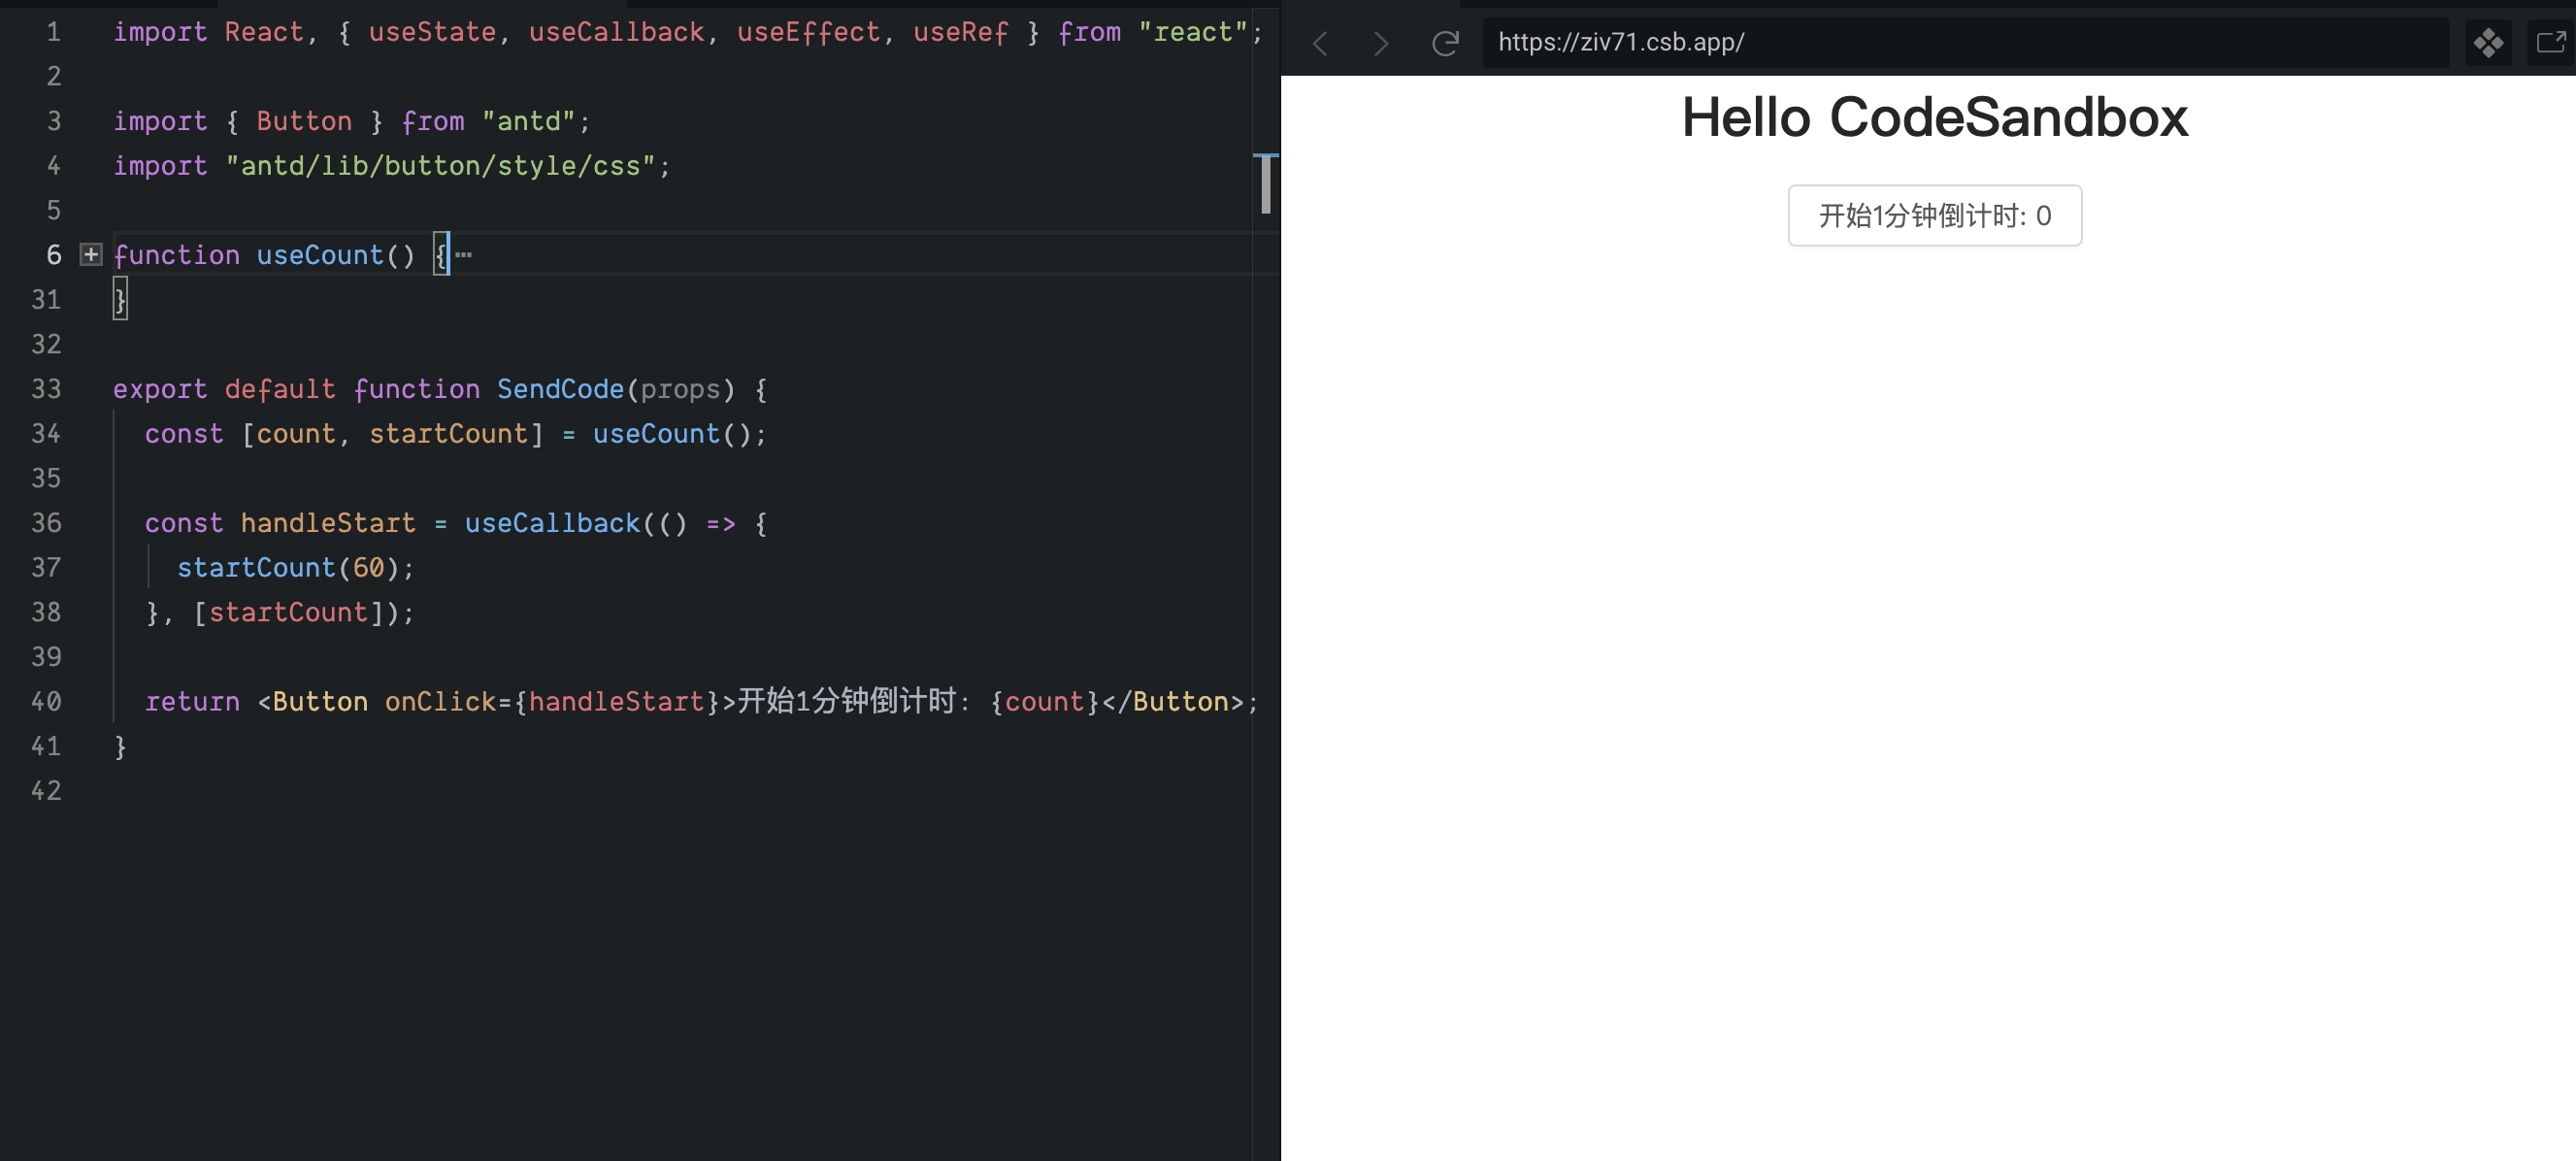 1 import React, { useState, useCallback, useEffect, useRef } from "react";
2
3 import { Button } from "antd";
4 import "antd/lib/button/style/css";
5
6 function useCount() {…
31 }
32
33 export default function SendCode(props) {
34 const [count, startCount] = useCount();
35
36 const handleStart = useCallback(() => {
37 startCount(60);
38 }, [startCount]);
39
40 return <Button onClick={handleStart}>开始1分钟倒计时: {count}</Button>;
41 }
42
https://ziv71.csb.app/
Hello CodeSandbox
开始1分钟倒计时: 0